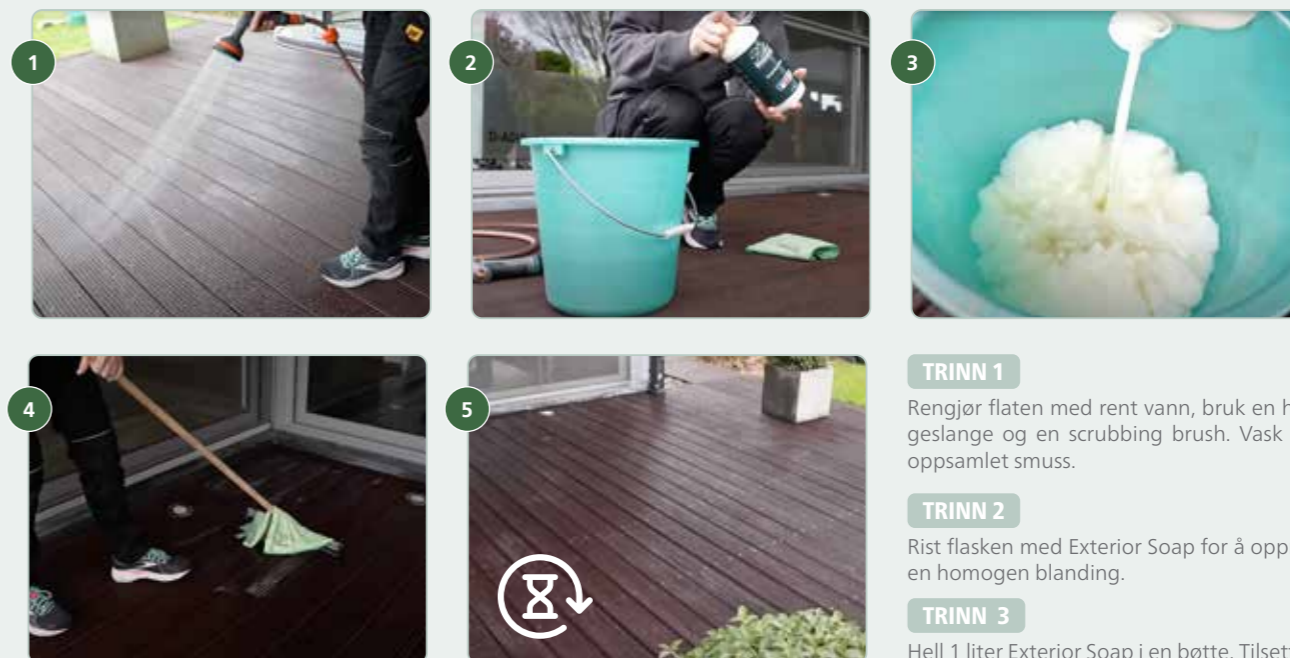 1
2
3
4
5
TRINN 1
Rengjør flaten med rent vann, bruk en
geslange og en scrubbing brush. Vask
oppsamlet smuss.
TRINN 2
Rist flasken med Exterior Soap for å
en homogen blanding.
TRINN 3
Hell 1 liter Exterior Soap i en bøtte.